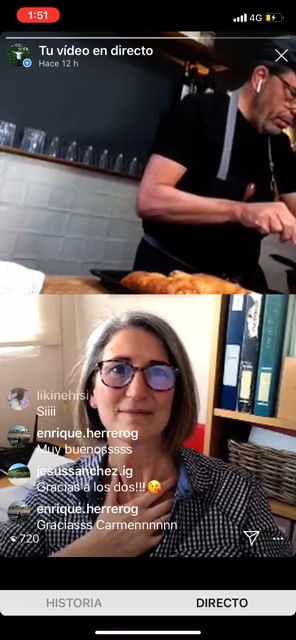 1:51
4G
Tu vídeo en directo
Hace 12 h
likinehisi
Siiii
enrique.herrerog
Muy buenosssss
jesussanchez.ig
Gracias a los dos!!!😘
enrique.herrerog
Graciasss Carmennnnnn
720
HISTORIA
DIRECTO